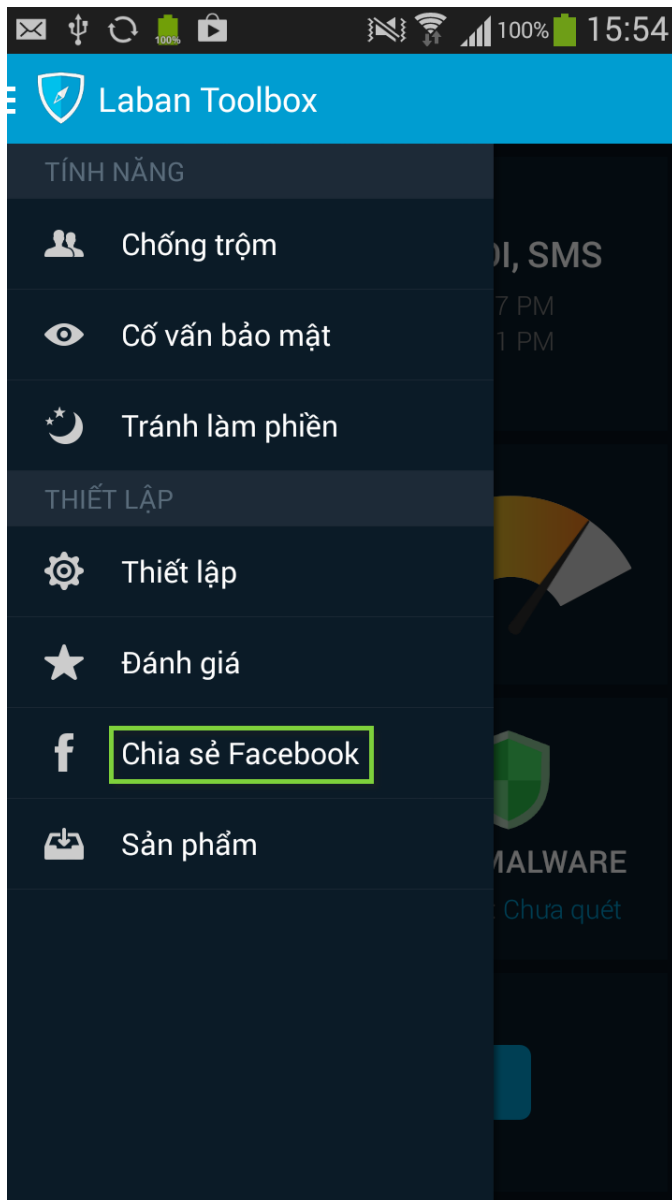 100% 100% 15:54
Laban Toolbox
TÍNH NĂNG
Chống trộm
SMS
7 PM
Cố vấn bảo mật
1 PM
Tránh làm phiền
THIẾT LẬP
Thiết lập
Đánh giá
Chia sẻ Facebook
Sản phẩm
MALWARE
: Chưa quét